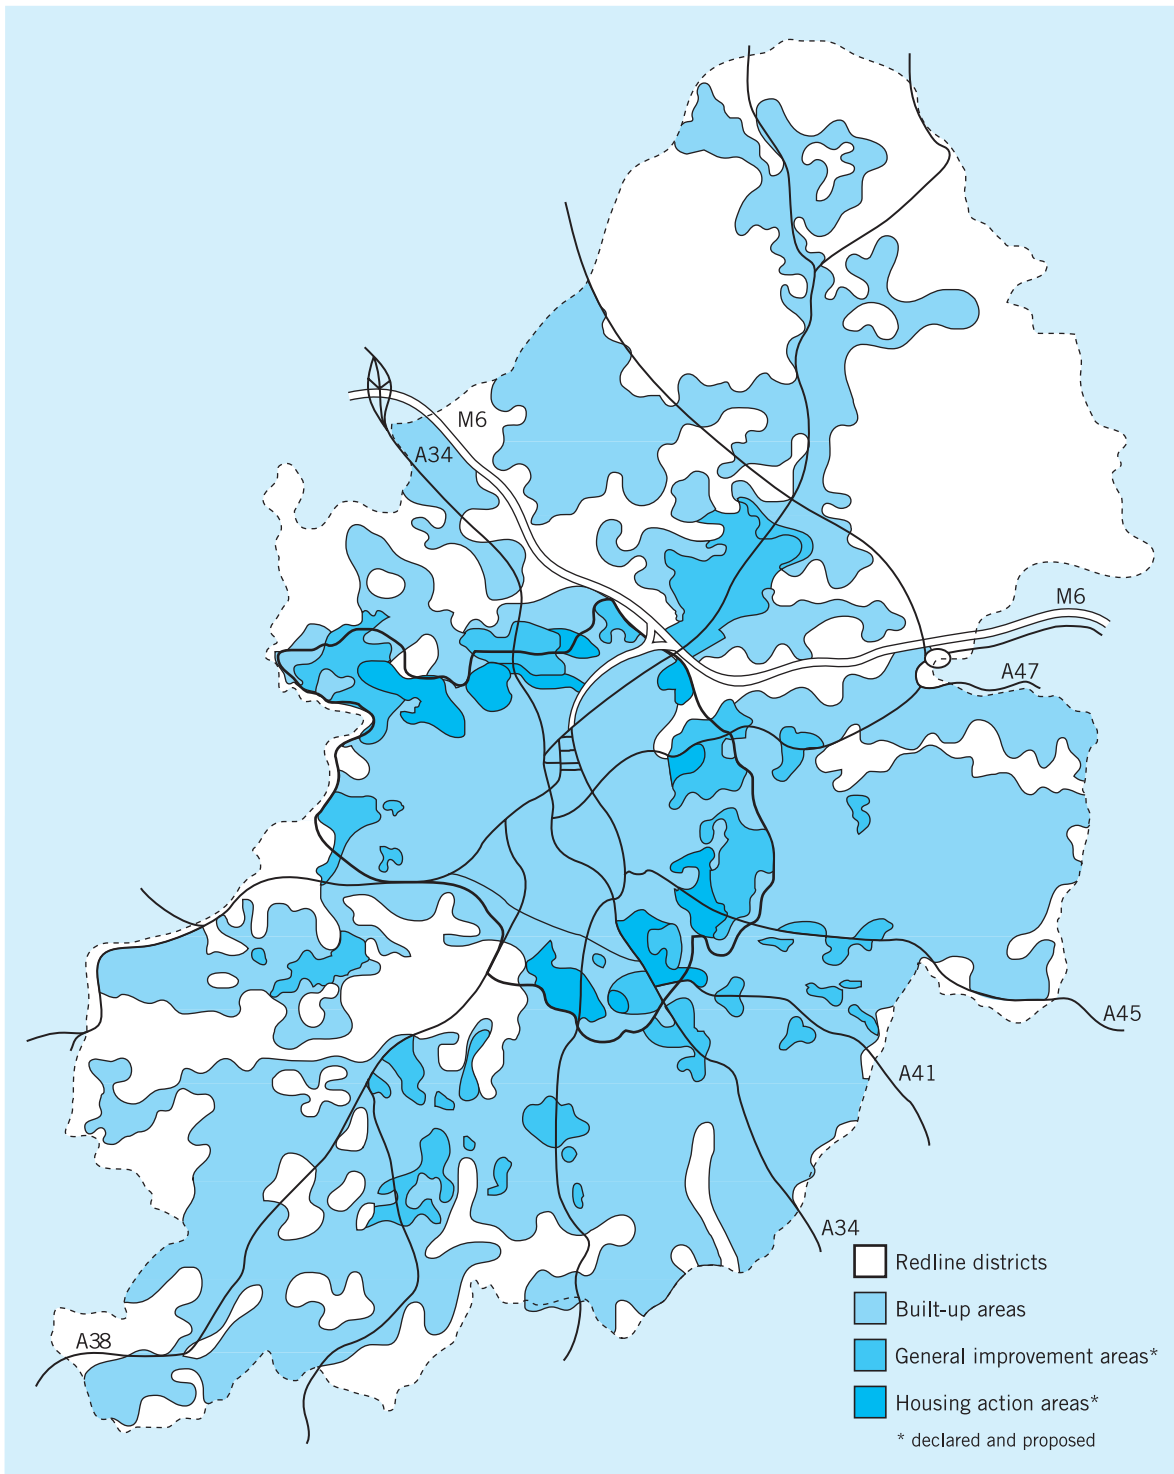 M6
A34
M6
A47
A45
A41
A34
A38
Redline districts
Built-up areas
General improvement areas*
Housing action areas*
* declared and proposed